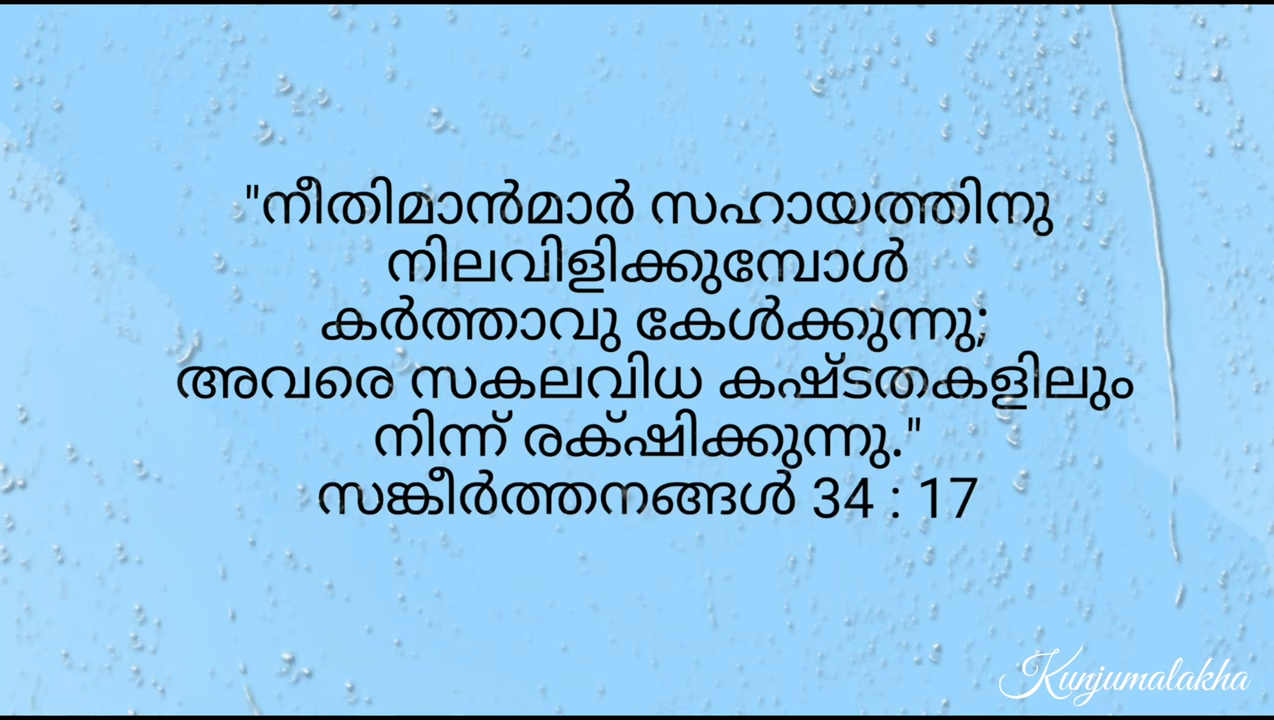 "നീതിമാൻമാർ സഹായത്തിനു
നിലവിളിക്കുമ്പോൾ
കർത്താവു കേൾക്കുന്നു;
അവരെ സകലവിധ കഷ്ടതകളിലും
നിന്ന് രക്‌ഷിക്കുന്നു."
സങ്കീർത്തനങ്ങൾ 34 : 17
Kunjumalakha